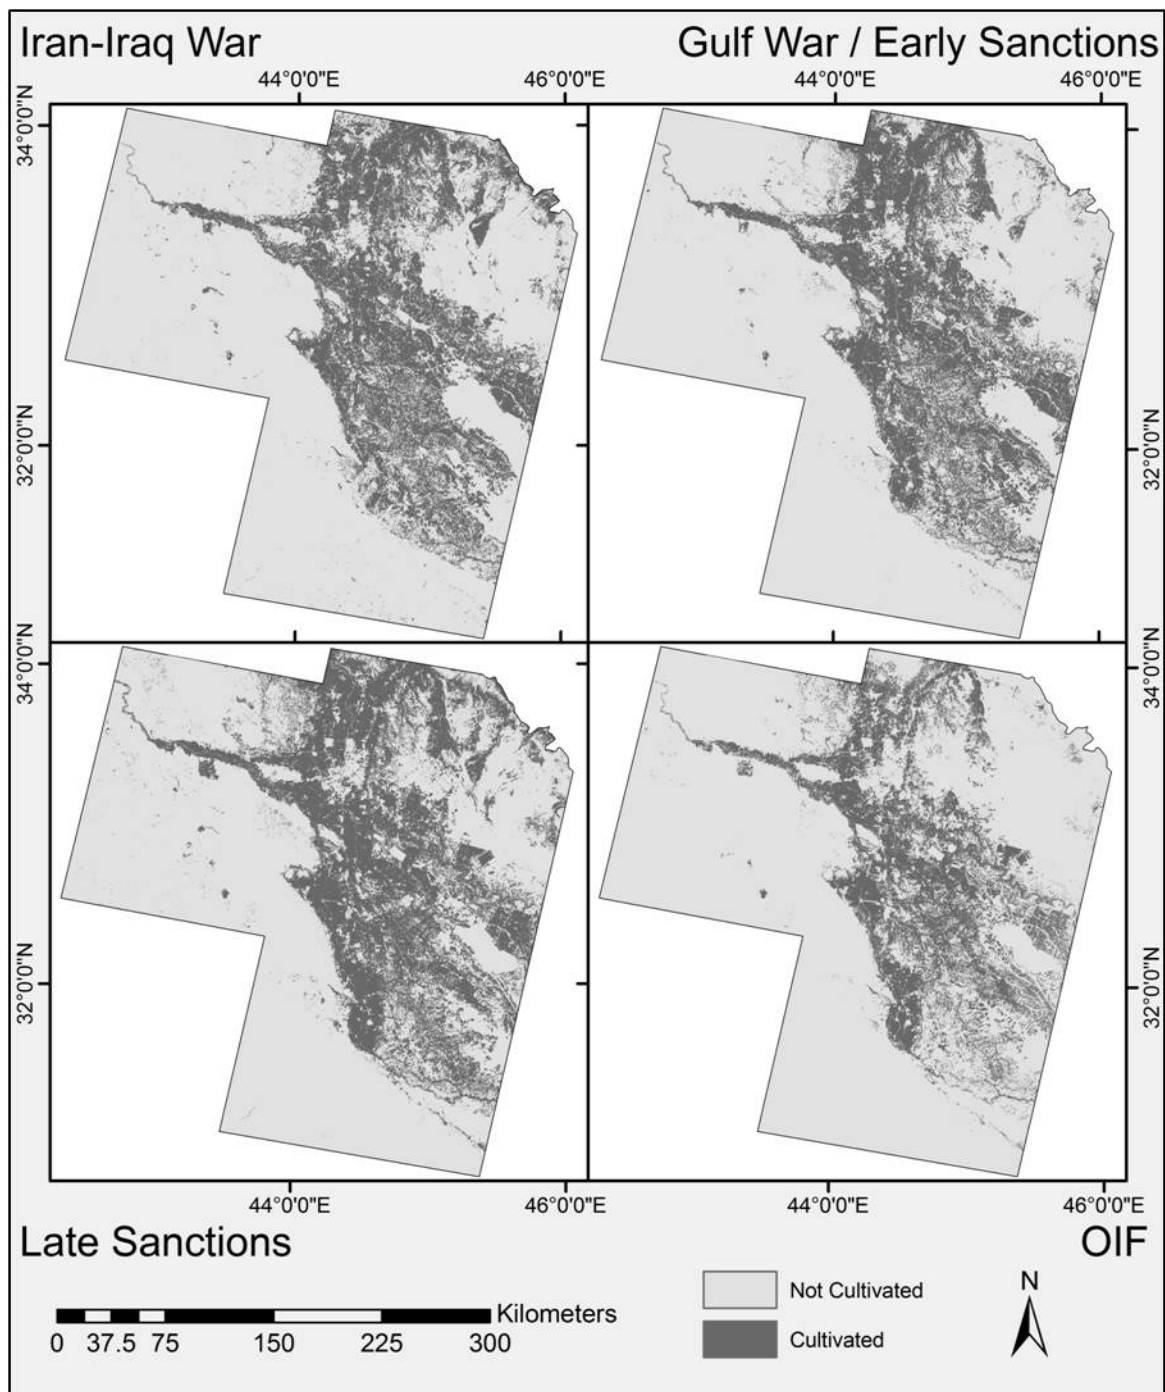 Iran-Iraq War
Gulf War / Early Sanctions
44°0'0"E 46°0'0"E 44°0'0"E 46°0'0"E
34°0'0"N
32°0'0"N
32°0'0"N
34°0'0"N
34°0'0"N
32°0'0"N
32°0'0"N
44°0'0"E 46°0'0"E 44°0'0"E 46°0'0"E
Late Sanctions
OIF
Kilometers
0 37.5 75 150 225 300
Not Cultivated
Cultivated
N